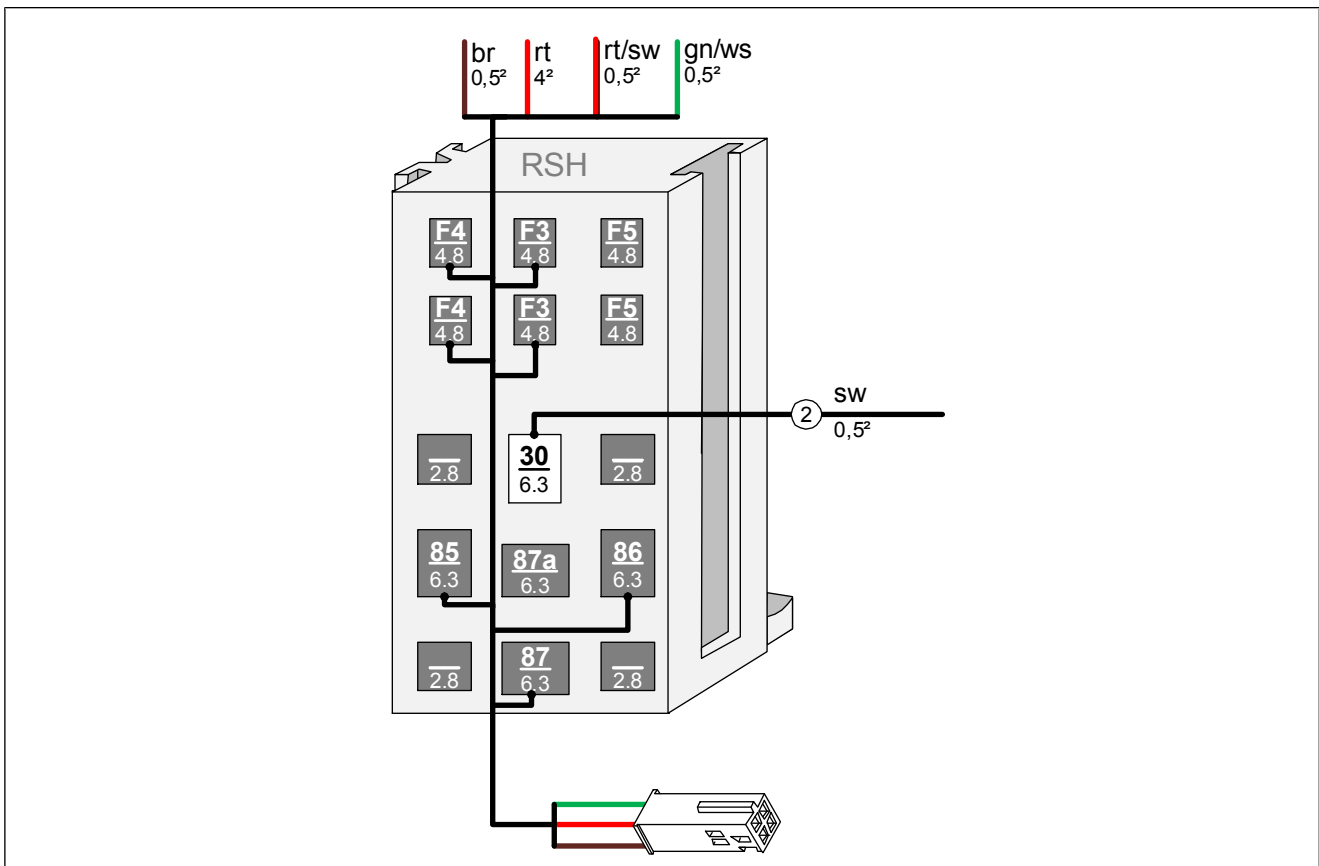 br rt rt/sw gn/ws
0,5² 4² 0,5² 0,5²
RSH
F4 F3 F5
4.8 4.8 4.8
F4 F3 F5
4.8 4.8 4.8
2 sw
0,5²
30
2.8 6.3 2.8
85 87a 86
6.3 6.3 6.3
87
2.8 6.3 2.8